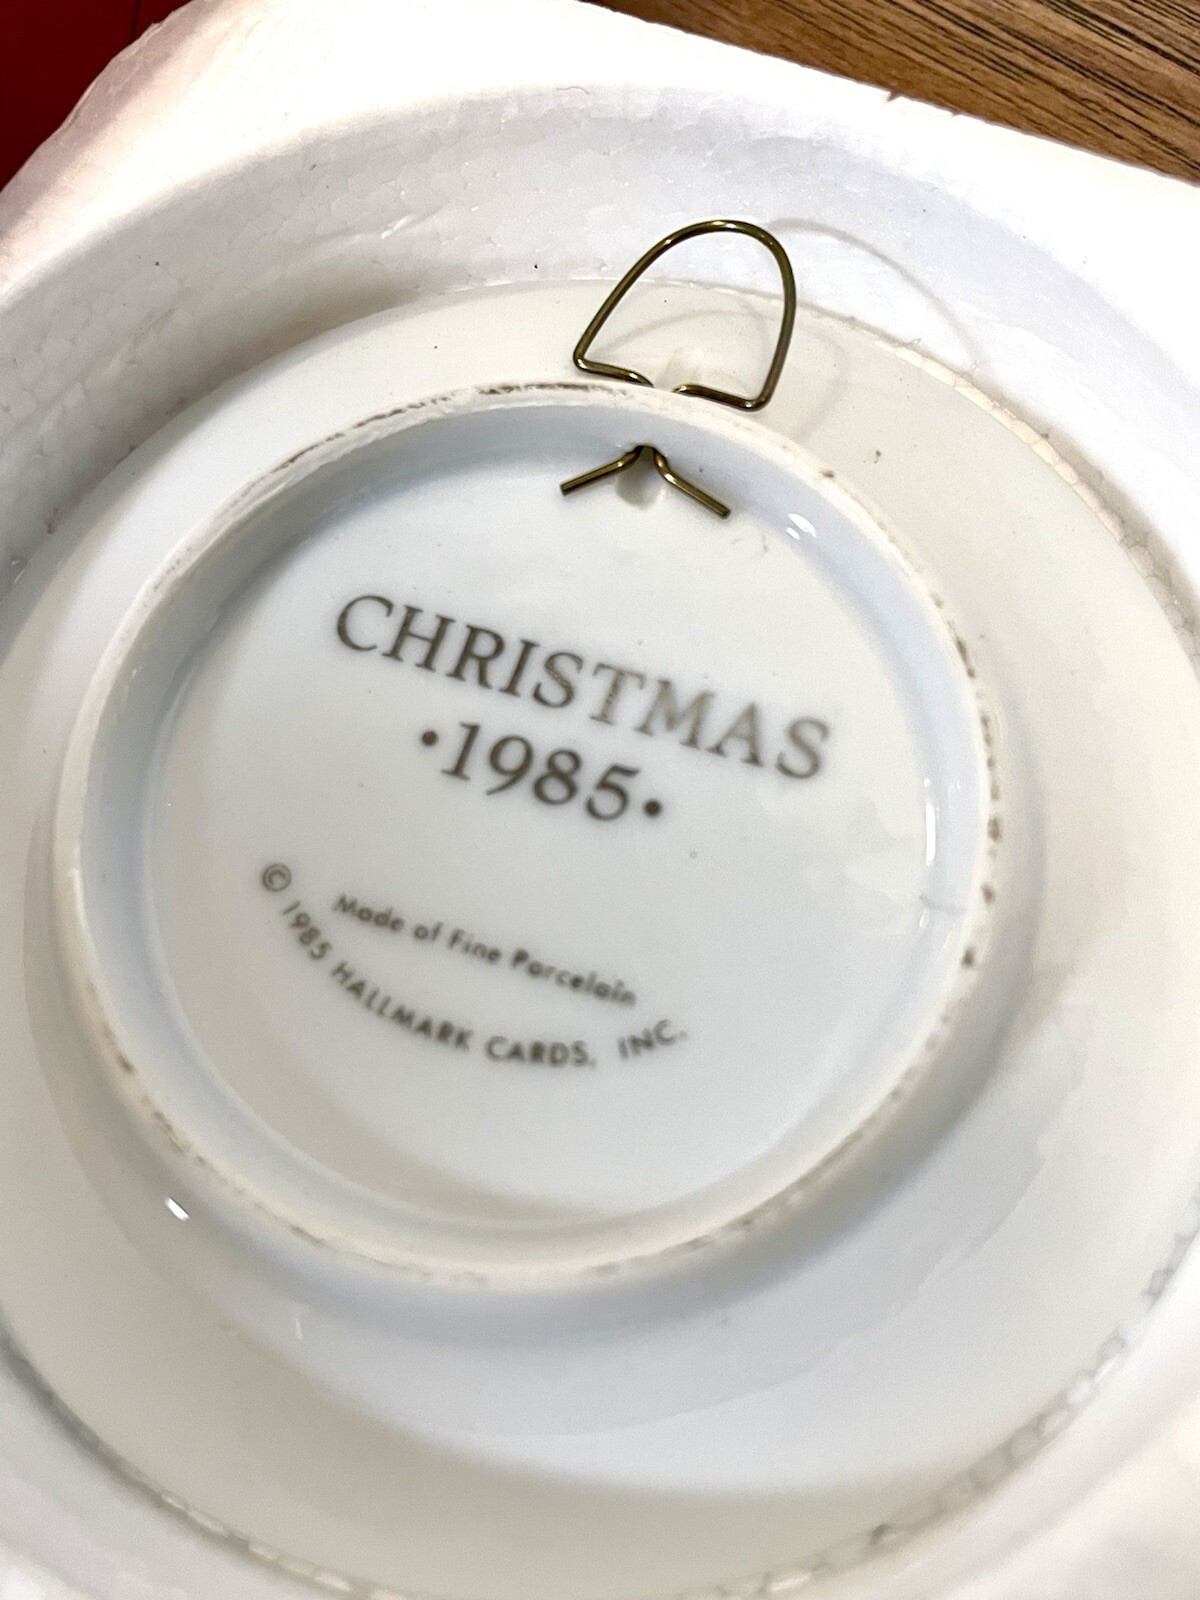 CHRISTMAS
•1985•
Made of Fine Porcelain
© 1985 HALLMARK CARDS, INC.